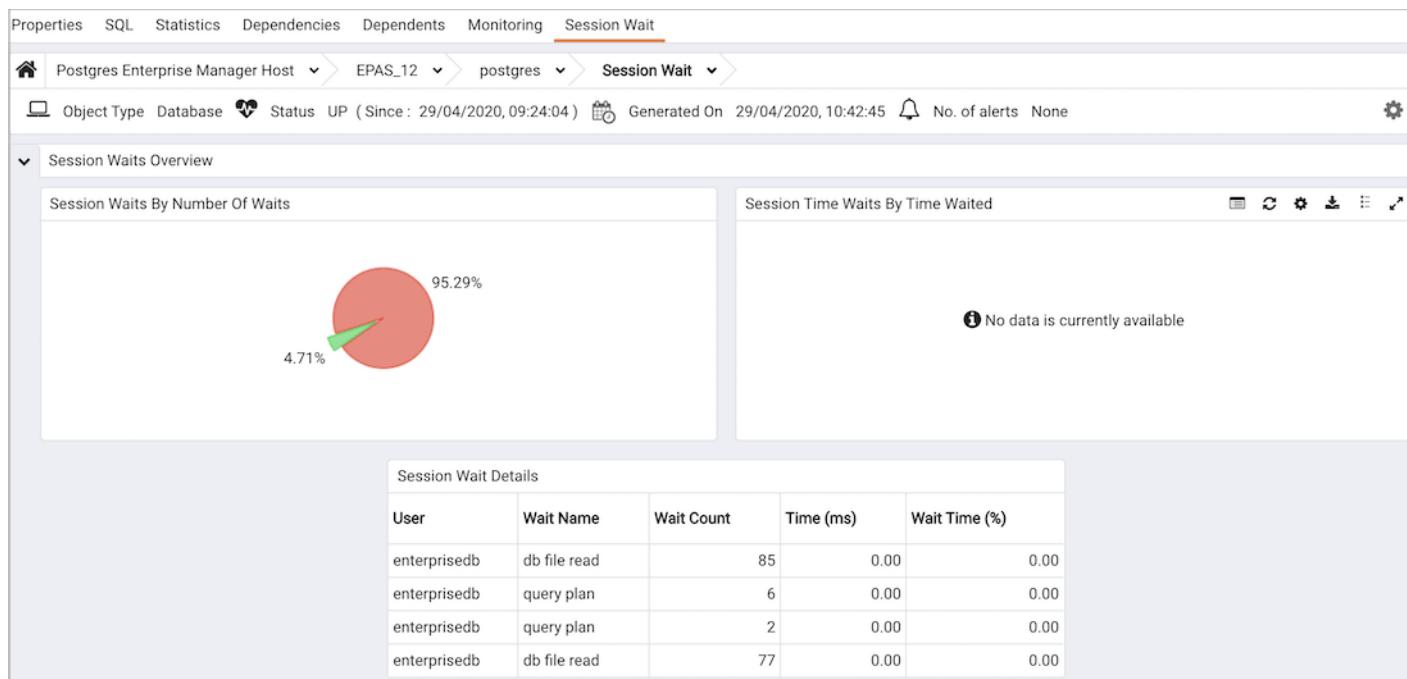 Properties SQL Statistics Dependencies Dependents Monitoring Session Wait
Postgres Enterprise Manager Host EPAS_12 postgres Session Wait
Object Type Database Status UP ( Since : 29/04/2020, 09:24:04 ) Generated On 29/04/2020, 10:42:45 No. of alerts None
Session Waits Overview
Session Waits By Number Of Waits
95.29%
4.71%
Session Time Waits By Time Waited
No data is currently available
Session Wait Details
User Wait Name Wait Count Time (ms) Wait Time (%)
enterprisedb db file read 85 0.00 0.00
enterprisedb query plan 6 0.00 0.00
enterprisedb query plan 2 0.00 0.00
enterprisedb db file read 77 0.00 0.00